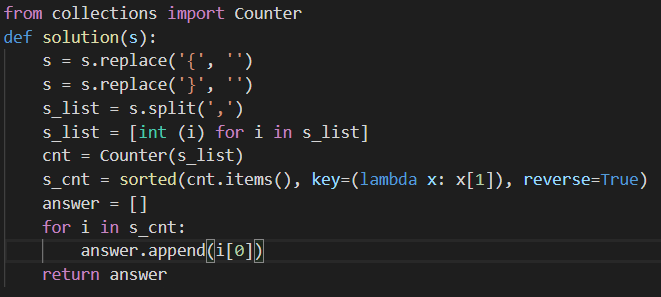 from collections import Counter
def solution(s):
    s = s.replace('{', '')
    s = s.replace('}', '')
    s_list = s.split(',')
    s_list = [int (i) for i in s_list]
    cnt = Counter(s_list)
    s_cnt = sorted(cnt.items(), key=(lambda x: x[1]), reverse=True)
    answer = []
    for i in s_cnt:
        answer.append(i[0])
    return answer